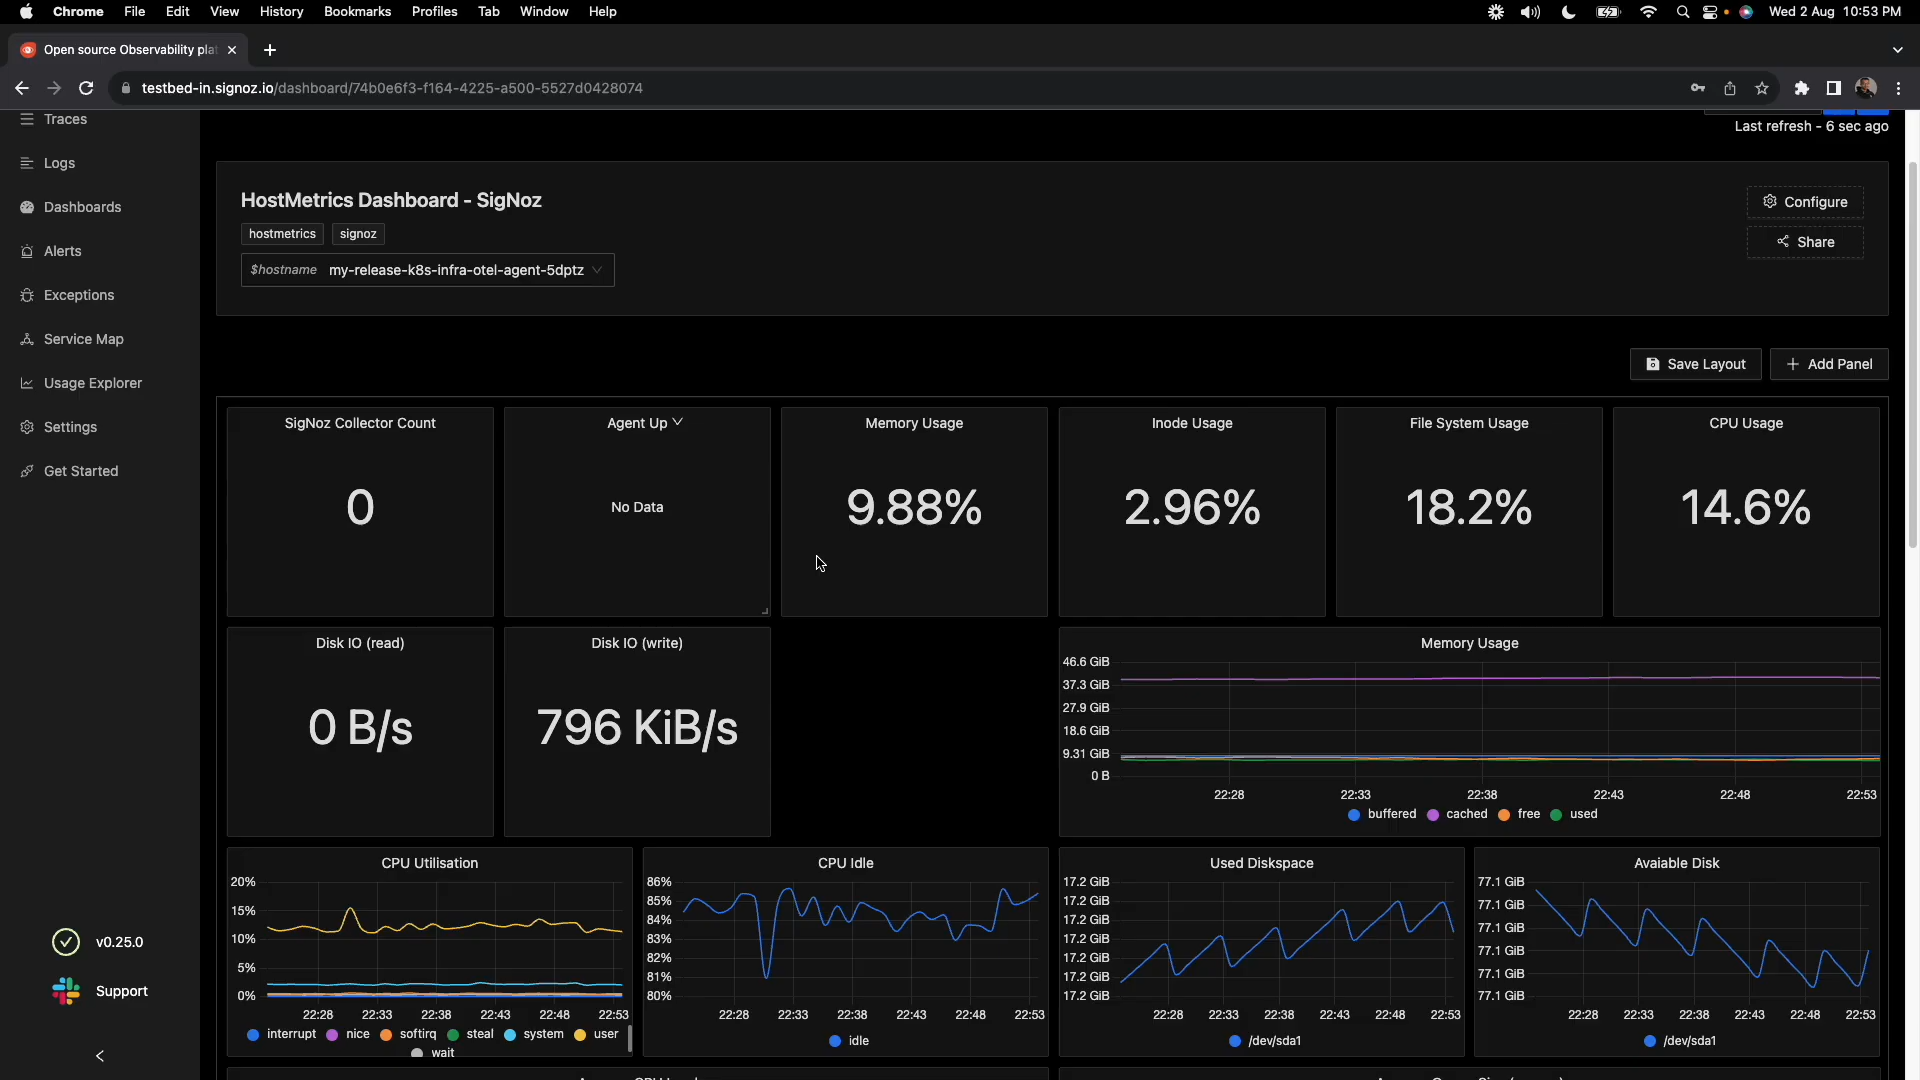 Chrome File Edit View History Bookmarks Profiles Tab Window Help Wed 2 Aug 10:53 PM
Open source Observability plat
testbed-in.signoz.io/dashboard/74b0e6f3-f164-4225-a500-5527d0428074
Traces
Logs
Dashboards
Alerts
Exceptions
Service Map
Usage Explorer
Settings
Get Started
v0.25.0
Support
Last refresh - 6 sec ago
HostMetrics Dashboard - SigNoz
hostmetrics signoz
$hostname my-release-k8s-infra-otel-agent-5dptz
Configure
Share
Save Layout
Add Panel
SigNoz Collector Count
0
Agent Up
No Data
Memory Usage
9.88%
Inode Usage
2.96%
File System Usage
18.2%
CPU Usage
14.6%
Disk IO (read)
0 B/s
Disk IO (write)
796 KiB/s
Memory Usage
46.6 GiB
37.3 GiB
27.9 GiB
18.6 GiB
9.31 GiB
0 B
22:28 22:33 22:38 22:43 22:48 22:53
buffered cached free used
CPU Utilisation
20%
15%
10%
5%
0%
22:28 22:33 22:38 22:43 22:48 22:53
interrupt nice softirq steal system user
wait
CPU Idle
86%
85%
84%
83%
82%
81%
80%
22:28 22:33 22:38 22:43 22:48 22:53
idle
Used Diskspace
17.2 GiB
17.2 GiB
17.2 GiB
17.2 GiB
17.2 GiB
17.2 GiB
17.2 GiB
22:28 22:33 22:38 22:43 22:48 22:53
/dev/sda1
Avaiable Disk
77.1 GiB
77.1 GiB
77.1 GiB
77.1 GiB
77.1 GiB
77.1 GiB
22:28 22:33 22:38 22:43 22:48 22:53
/dev/sda1